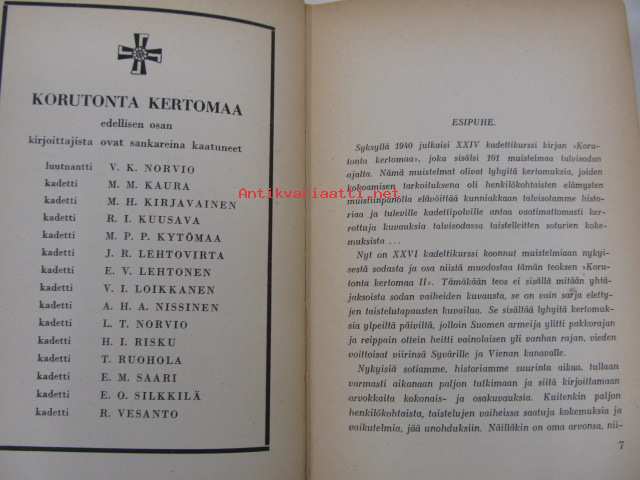 KORUTONTA KERTOMAA
edellisen osan
kirjoittajista ovat sankareina kaatuneet
luutnantti V. K. NORVIO
kadetti M. M. KAURA
kadetti M. H. KIRJAVAINEN
kadetti R. I. KUUSAVA
kadetti M. P. P. KYTÖMAA
kadetti J. R. LEHTOVIRTA
kadetti E. V. LEHTONEN
kadetti V. I. LOIKKANEN
kadetti A. H. A. NISSINEN
kadetti L. T. NORVIO
kadetti H. I. RISKU
kadetti T. RUOHOLA
kadetti E. M. SAARI
kadetti E. O. SILKKILÄ
kadetti R. VESANTO
Antikvariaatti.net
ESIPUHE.
Syksyllä 1940 julkaisi XXIV kadettikurssi kirjan »Koru-
tonta kertomaa», joka sisälsi 101 muistelmaa talvisodan
ajalta. Nämä muistelmat olivat lyhyitä kertomuksia, joiden
kokoamisen tarkoituksena oli henkilökohtaisten elämysten
muistiinpanolla elävöittää kunniakkaan talvisotamme histo-
riaa ja tuleville kadettipolville antaa vaatimattomasti ker-
rottuja kuvauksia talvisodassa taistelleitten soturien koke-
muksista . . .
Nyt on XXVI kadettikurssi koonnut muistelmiaan nykyi-
sestä sodasta ja osa niistä muodostaa tämän teoksen »Koru-
tonta kertomaa II». Tämäkään teos ei sisällä mitään yhtä-
jaksoista sodan vaiheiden kuvausta, se on vain sarja eletty-
jen taistelutapausten kuvailua. Se sisältää lyhyitä kertomuk-
sia ylpeiltä päiviltä, jolloin Suomen armeija ylitti pakkorajan
ja reippain ottein heitti vainolaisen yli vanhan rajan, vieden
voittoisat viirinsä Syvärille ja Vienan kanavalle.
Nykyisiä sotiamme, historiamme suurinta aikaa, tullaan
varmasti aikanaan paljon tutkimaan ja siitä kirjoittamaan
arvokkaita kokonais- ja osakuvauksia. Kuitenkin paljon
henkilökohtaista, taistelujen vaiheissa saatuja kokemuksia ja
vaikutelmia, jää unohduksiin. Näilläkin on oma arvonsa, nii-
7